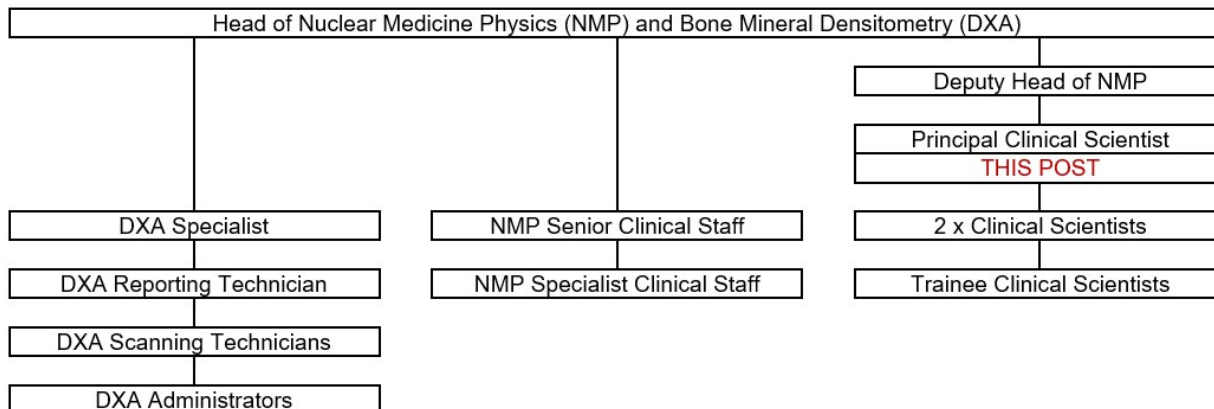 Head of Nuclear Medicine Physics (NMP) and Bone Mineral Densitometry (DXA)
Deputy Head of NMP
Principal Clinical Scientist
THIS POST
DXA Specialist
NMP Senior Clinical Staff
2 x Clinical Scientists
DXA Reporting Technician
NMP Specialist Clinical Staff
Trainee Clinical Scientists
DXA Scanning Technicians
DXA Administrators